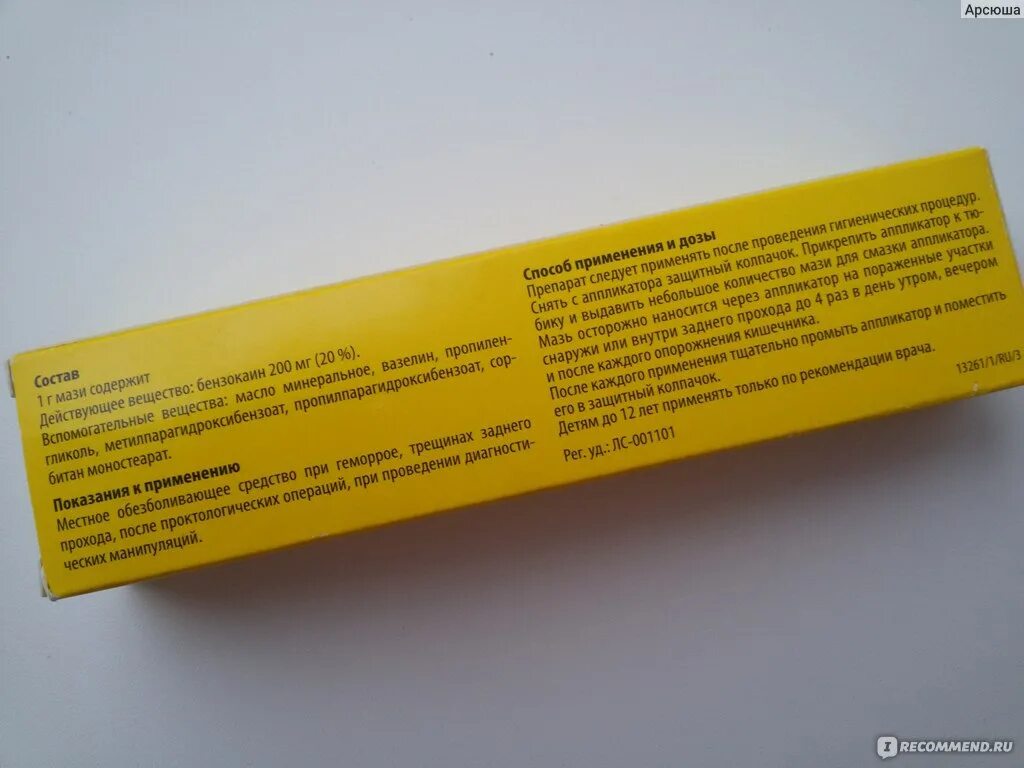 Арсюша
Состав
1 г мази содержит
Действующее вещество: бензокаин 200 мг (20 %).
Вспомогательные вещества: масло минеральное, вазелин, пропилен-
гликоль, метилпарагидроксибензоат, пропилпарагидроксибензоат, сор-
битан моностеарат.
Показания к применению
Местное обезболивающее средство при геморрое, трещинах заднего
прохода, после проктологических операций, при проведении диагности-
ческих манипуляций.
Способ применения и дозы
Препарат следует применять после проведения гигиенических процедур.
Снять с аппликатора защитный колпачок. Прикрепить аппликатор к тю-
бику и выдавить небольшое количество мази для смазки аппликатора.
Мазь осторожно наносится через аппликатор на пораженные участки
снаружи или внутри заднего прохода до 4 раз в день утром, вечером
и после каждого опорожнения кишечника.
После каждого применения тщательно промыть аппликатор и поместить
его в защитный колпачок.
Детям до 12 лет применять только по рекомендации врача.
Рег. уд.: ЛС-001101
13261/1/RU/3
I RECOMMEND.RU